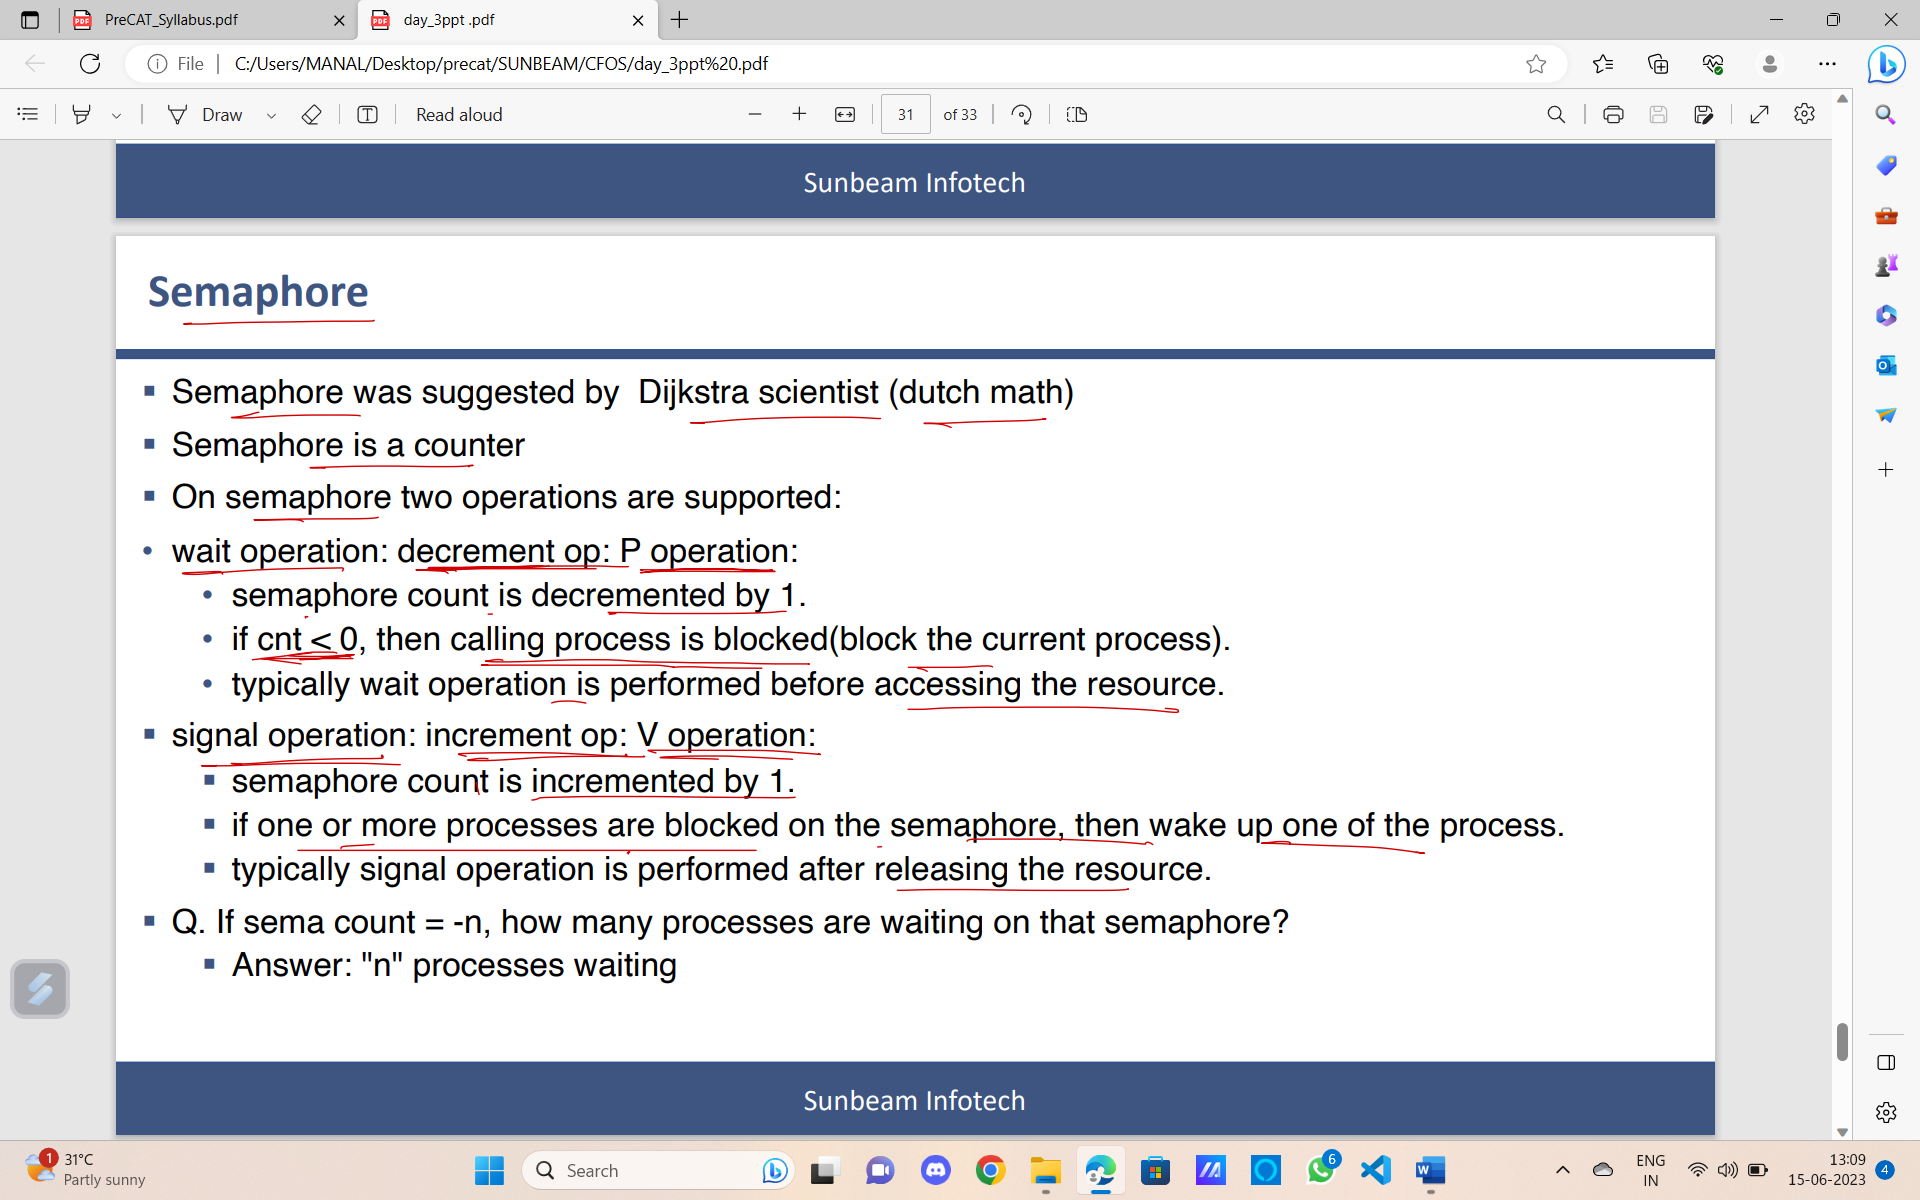 PreCAT_Syllabus.pdf
day_3ppt .pdf
File
C:/Users/MANAL/Desktop/precat/SUNBEAM/CFOS/day_3ppt%20.pdf
Draw
Read aloud
31
of 33
Sunbeam Infotech
Semaphore
Semaphore was suggested by Dijkstra scientist (dutch math)
Semaphore is a counter
On semaphore two operations are supported:
wait operation: decrement op: P operation:
semaphore count is decremented by 1.
if cnt < 0, then calling process is blocked(block the current process).
typically wait operation is performed before accessing the resource.
signal operation: increment op: V operation:
semaphore count is incremented by 1.
if one or more processes are blocked on the semaphore, then wake up one of the process.
typically signal operation is performed after releasing the resource.
Q. If sema count = -n, how many processes are waiting on that semaphore?
Answer: "n" processes waiting
Sunbeam Infotech
1
31°C
Partly sunny
Search
6
ENG
IN
13:09
15-06-2023
4